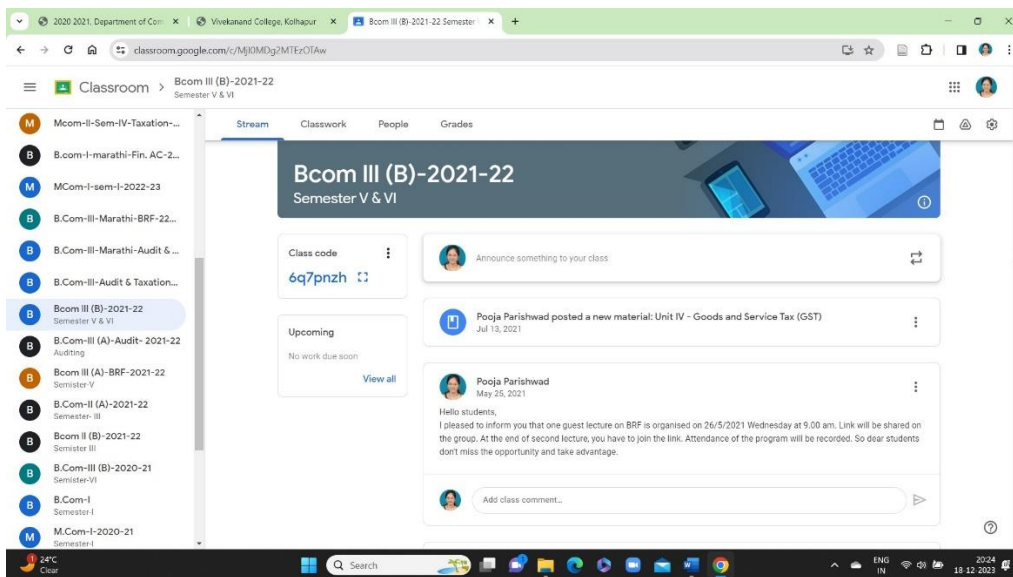 2020 2021, Department of Com
Vivekanand College, Kolhapur
Bcom III (B)-2021-22 Semester
classroom.google.com/c/MjI0MDg2MTEzOTAw
Classroom > Bcom III (B)-2021-22
Semester V & VI
Stream Classwork People Grades
M Mcom-II-Sem-IV-Taxation-...
B B.com-I-marathi-Fin. AC-2...
M MCom-I-sem-I-2022-23
B B.Com-III-Marathi-BRF-22...
B B.Com-III-Marathi-Audit & ...
B B.Com-III-Audit & Taxation...
B Bcom III (B)-2021-22
Semester V & VI
B B.Com-III (A)-Audit- 2021-22
Auditing
B Bcom III (A)-BRF-2021-22
Semister-V
B B.Com-II (A)-2021-22
Semester- III
B Bcom II (B)-2021-22
Semister III
B B.Com-III (B)-2020-21
Semister-VI
B B.Com-I
Semester-I
M M.Com-I-2020-21
Semester-I
Bcom III (B)-2021-22
Semester V & VI
Class code
6q7pnzh
Upcoming
No work due soon
View all
Announce something to your class
Pooja Parishwad posted a new material: Unit IV - Goods and Service Tax (GST)
Jul 13, 2021
Pooja Parishwad
May 25, 2021
Hello students,
I pleased to inform you that one guest lecture on BRF is organised on 26/5/2021 Wednesday at 9.00 am. Link will be shared on
the group. At the end of second lecture, you have to join the link. Attendance of the program will be recorded. So dear students
don't miss the opportunity and take advantage.
Add class comment...
1
24°C
Clear
Search
ENG
IN
20:24
18-12-2023